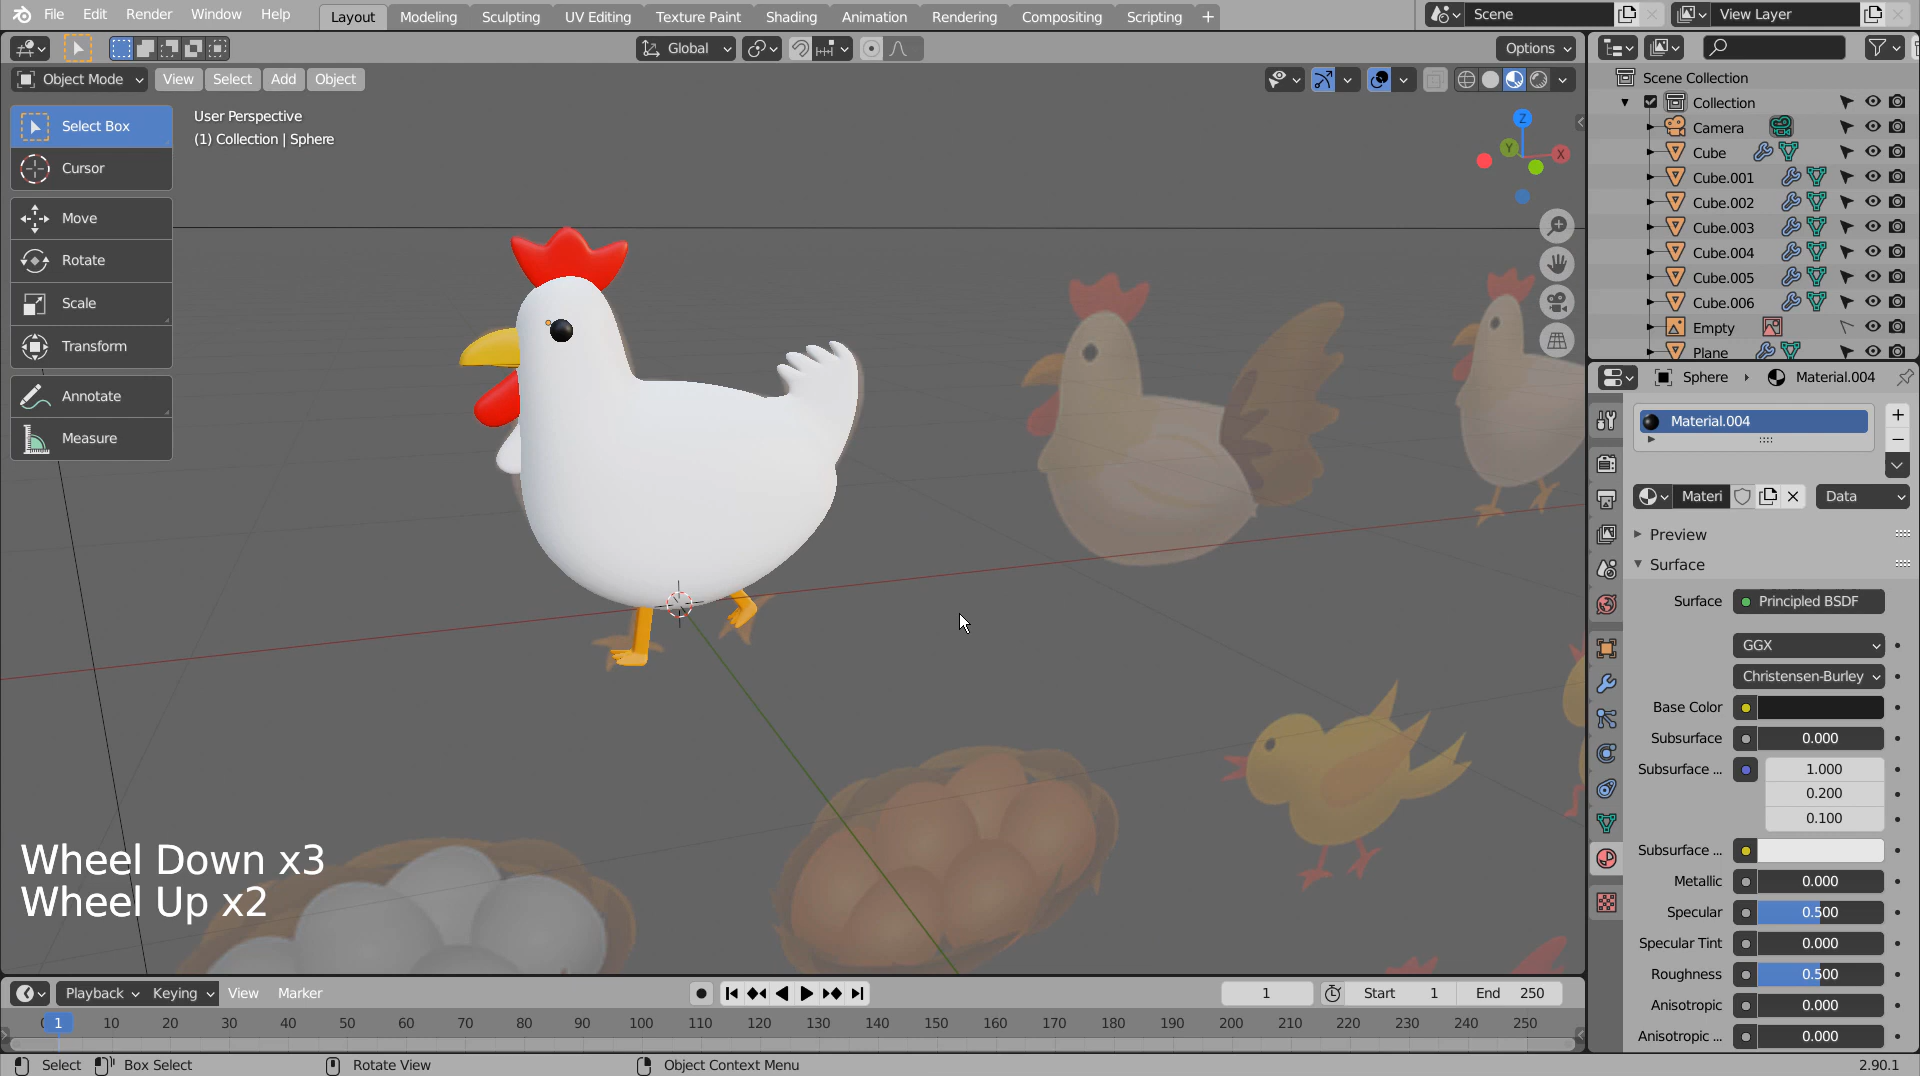 File Edit Render Window Help Layout Modeling Sculpting UV Editing Texture Paint Shading Animation Rendering Compositing Scripting + Scene View Layer
Global Options
Object Mode View Select Add Object
Select Box
Cursor
Move
Rotate
Scale
Transform
Annotate
Measure
User Perspective
(1) Collection | Sphere
Z
Y
X
Wheel Down x3
Wheel Up x2
Scene Collection
Collection
Camera
Cube
Cube.001
Cube.002
Cube.003
Cube.004
Cube.005
Cube.006
Empty
Plane
Sphere Material.004
Material.004
Materi Data
Preview
Surface
Surface Principled BSDF
GGX
Christensen-Burley
Base Color
Subsurface 0.000
Subsurface ... 1.000
0.200
0.100
Subsurface ...
Metallic 0.000
Specular 0.500
Specular Tint 0.000
Roughness 0.500
Anisotropic 0.000
Anisotropic ... 0.000
Playback Keying View Marker 1 Start 1 End 250
1 10 20 30 40 50 60 70 80 90 100 110 120 130 140 150 160 170 180 190 200 210 220 230 240 250
Select Box Select Rotate View Object Context Menu 2.90.1